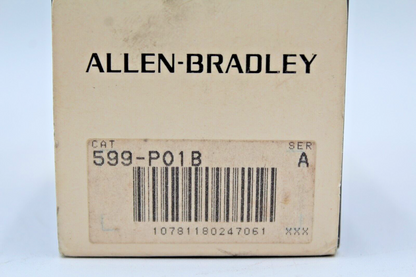 ALLEN-BRADLEY
CAT SER
599-P01B A
10781180247061 XXX